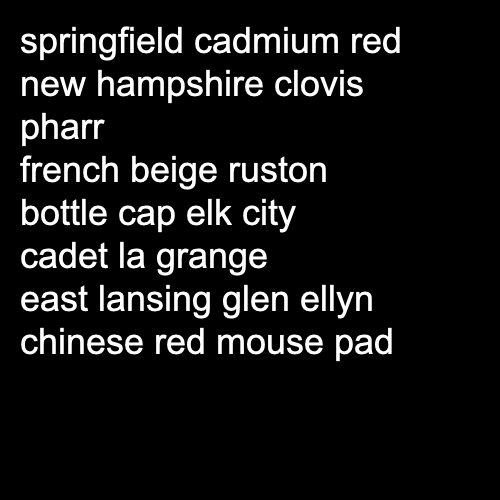 springfield cadmium red
new hampshire clovis
pharr
french beige ruston
bottle cap elk city
cadet la grange
east lansing glen ellyn
chinese red mouse pad